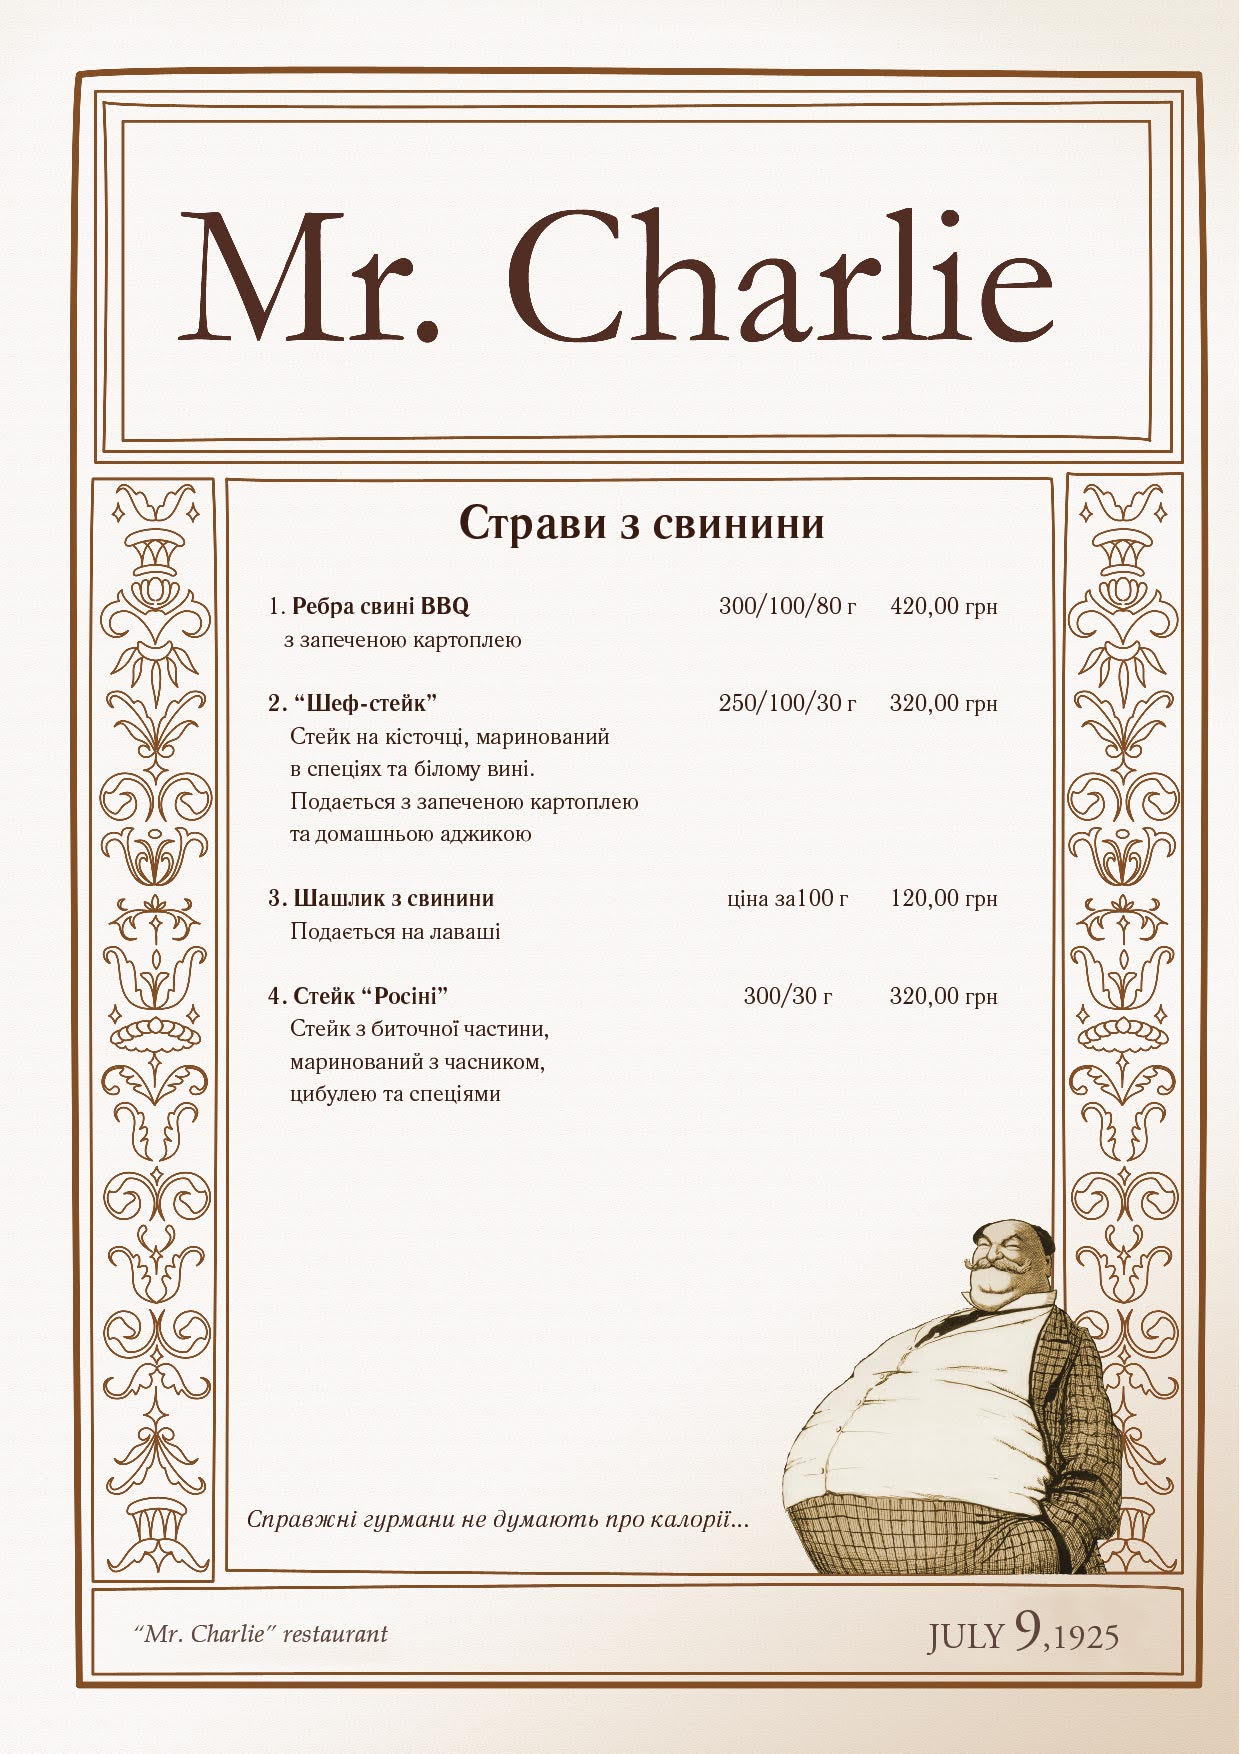 Mr. Charlie
Страви з свинини
1. Ребра свині BBQ 300/100/80 г 420,00 грн
з запеченою картоплею
2. “Шеф-стейк” 250/100/30 г 320,00 грн
Стейк на кісточці, маринований
в спеціях та білому вині.
Подається з запеченою картоплею
та домашньою аджикою
3. Шашлик з свинини ціна за100 г 120,00 грн
Подається на лаваші
4. Стейк “Росіні” 300/30 г 320,00 грн
Стейк з биточної частини,
маринований з часником,
цибулею та спеціями
Справжні гурмани не думають про калорії...
“Mr. Charlie” restaurant JULY 9,1925